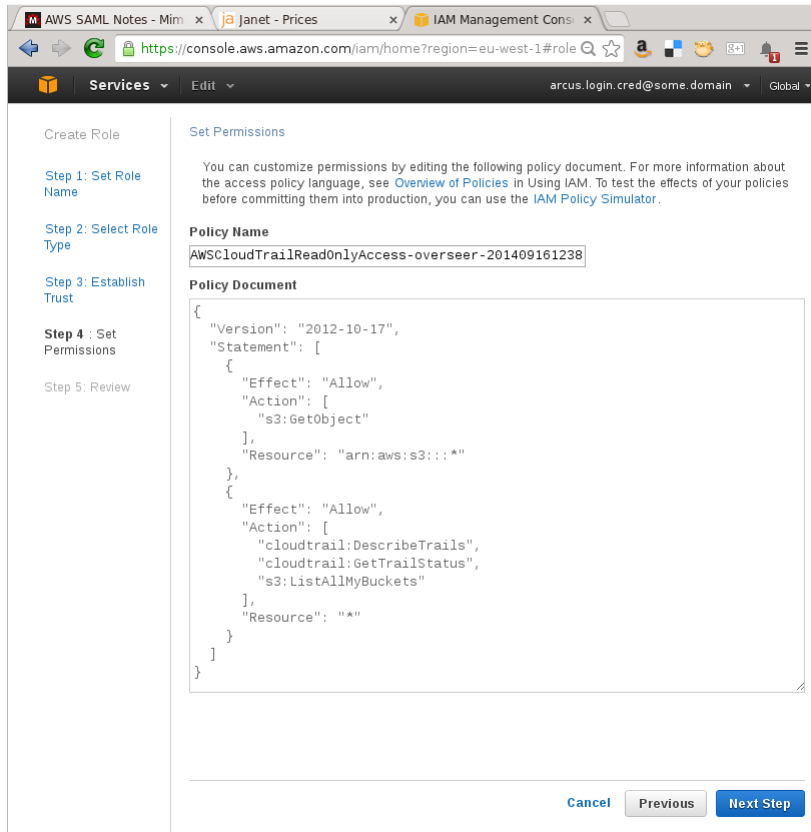 AWS SAML Notes - Mim
Janet - Prices
IAM Management Conso
https://console.aws.amazon.com/iam/home?region=eu-west-1#role
Services
Edit
arcus.login.cred@some.domain
Global
Create Role
Step 1: Set Role
Name
Step 2: Select Role
Type
Step 3: Establish
Trust
Step 4 : Set
Permissions
Step 5: Review
Set Permissions
You can customize permissions by editing the following policy document. For more information about
the access policy language, see Overview of Policies in Using IAM. To test the effects of your policies
before committing them into production, you can use the IAM Policy Simulator.
Policy Name
AWSCloudTrailReadOnlyAccess-overseer-201409161238
Policy Document
{
"Version": "2012-10-17",
"Statement": [
{
"Effect": "Allow",
"Action": [
"s3:GetObject"
],
"Resource": "arn:aws:s3:::*"
},
{
"Effect": "Allow",
"Action": [
"cloudtrail:DescribeTrails",
"cloudtrail:GetTrailStatus",
"s3:ListAllMyBuckets"
],
"Resource": "*"
}
]
}
Cancel
Previous
Next Step